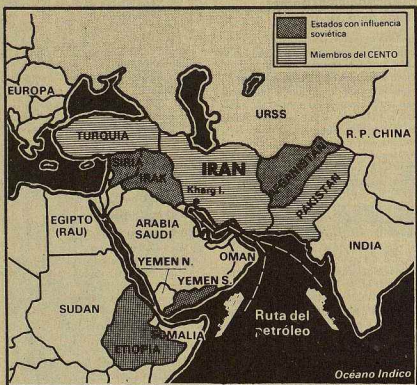 Estados con influencia
soviética
Miembros del CENTO
EUROPA
URSS
R. P. CHINA
TURQUIA
SIRIA
IRAK
IRAN
AFGANISTAN
PAKISTAN
Kharg I.
EGIPTO
(RAU)
ARABIA
SAUDI
OMAN
INDIA
YEMEN N.
YEMEN S.
SUDAN
SOMALIA
ETIOPIA
Ruta del
petróleo
Océano Indico